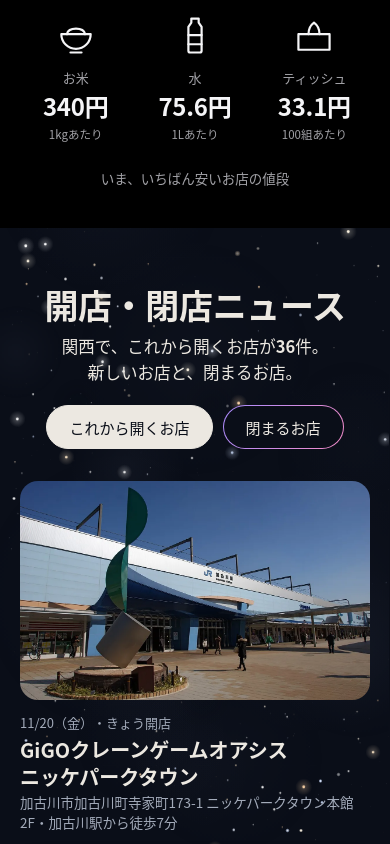 お米
水
ティッシュ
340円
75.6円
33.1円
1kgあたり
1Lあたり
100組あたり
いま、いちばん安いお店の値段
開店・閉店ニュース
関西で、これから開くお店が36件。
新しいお店と、閉まるお店。
これから開くお店
閉まるお店
JR
11/20（金）・きょう開店
GiGOクレーンゲームオアシス
ニッケパークタウン
加古川市加古川町寺家町173-1 ニッケパークタウン本館
2F・加古川駅から徒歩7分